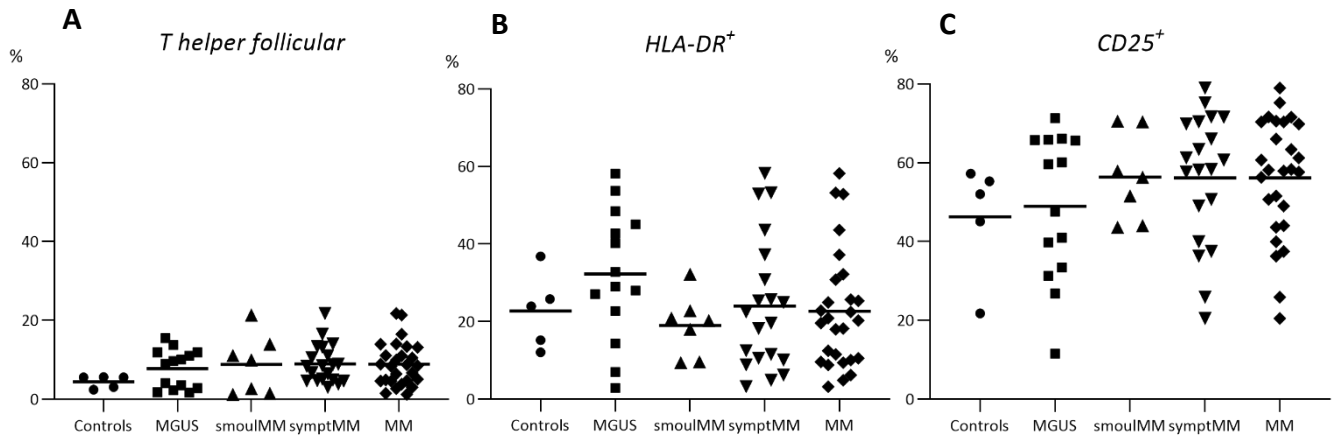 A
T helper follicular
%
80
60
40
20
0
Controls MGUS smoulMM symptMM MM
B
HLA-DR⁺
%
80
60
40
20
0
Controls MGUS smoulMM symptMM MM
C
CD25⁺
%
80
60
40
20
0
Controls MGUS smoulMM symptMM MM